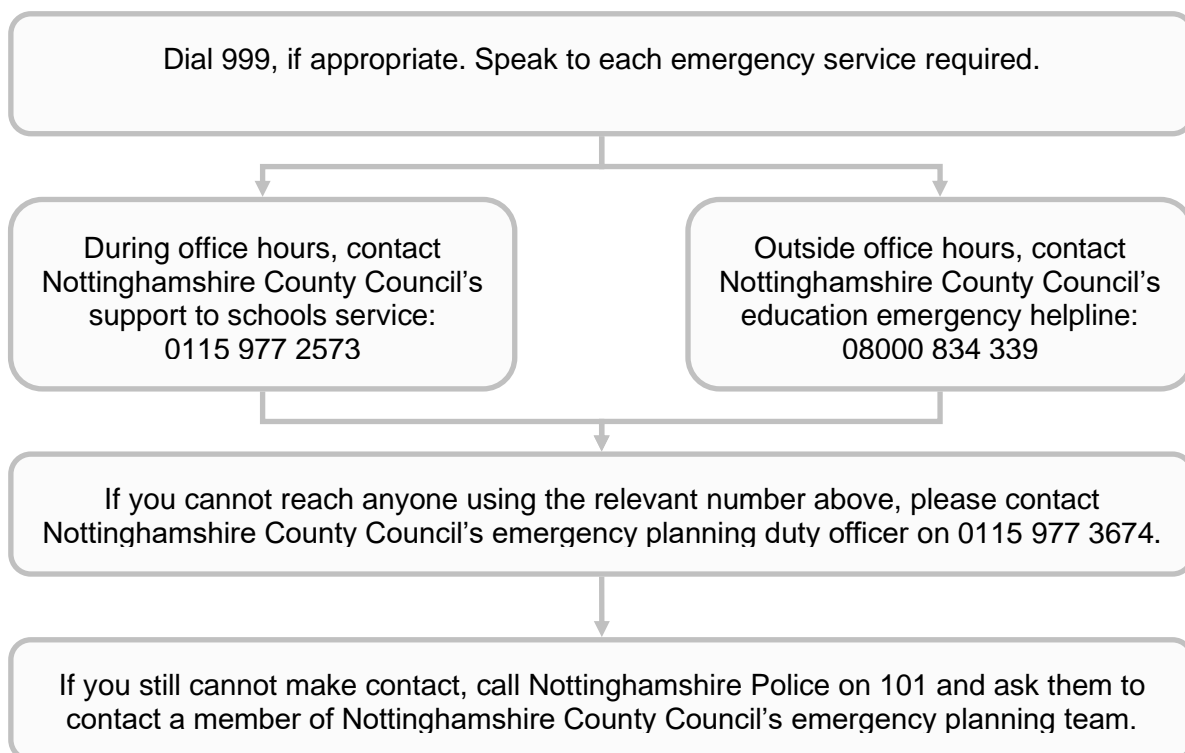 Dial 999, if appropriate. Speak to each emergency service required.
During office hours, contact
Nottinghamshire County Council’s
support to schools service:
0115 977 2573
Outside office hours, contact
Nottinghamshire County Council’s
education emergency helpline:
08000 834 339
If you cannot reach anyone using the relevant number above, please contact
Nottinghamshire County Council’s emergency planning duty officer on 0115 977 3674.
If you still cannot make contact, call Nottinghamshire Police on 101 and ask them to
contact a member of Nottinghamshire County Council’s emergency planning team.